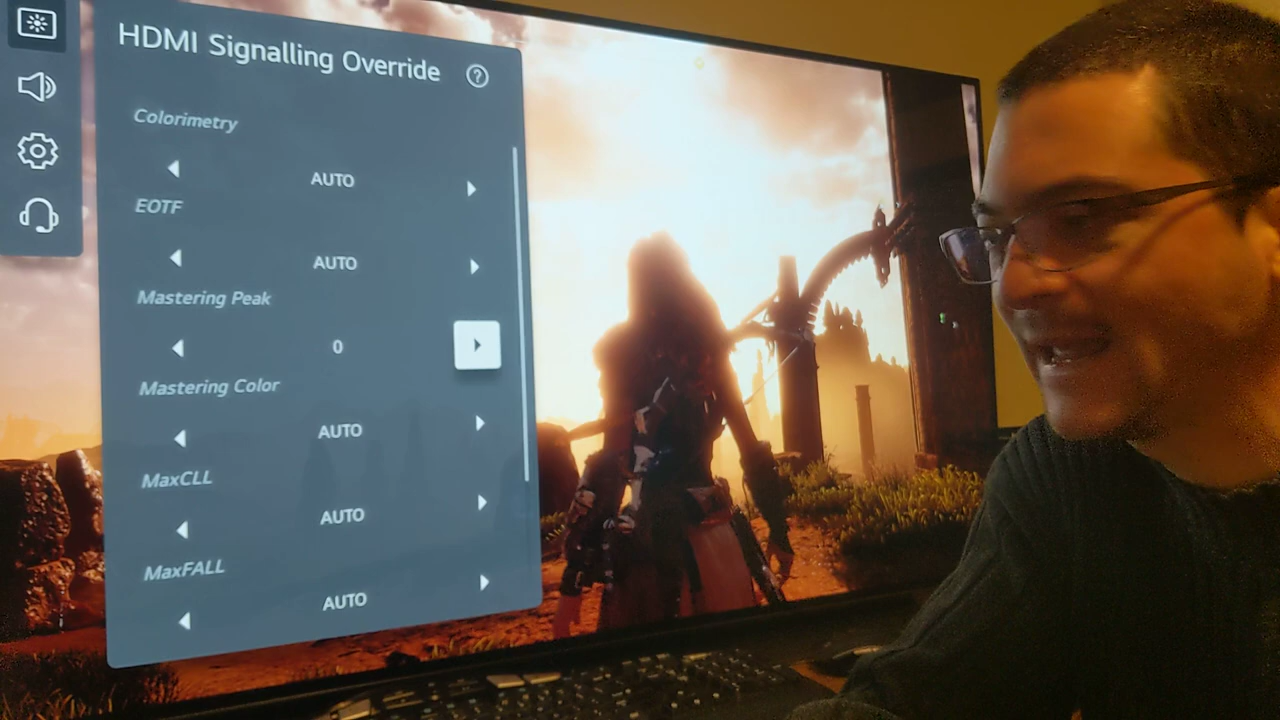 HDMI Signalling Override ?
Colorimetry
AUTO
EOTF
AUTO
Mastering Peak
0
Mastering Color
AUTO
MaxCLL
AUTO
MaxFALL
AUTO